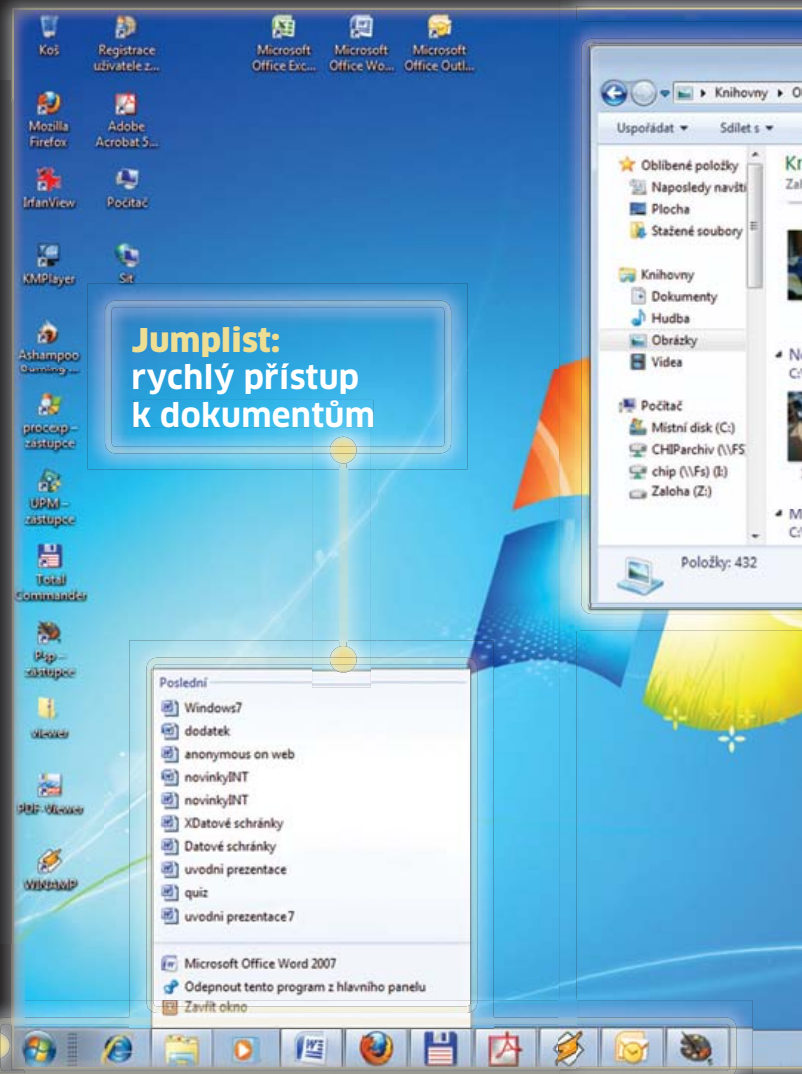 Koš
Registrace
uživatele z...
Microsoft
Office Exc...
Microsoft
Office Wo...
Microsoft
Office Outl...
Mozilla
Firefox
Adobe
Acrobat 5...
IrfanView
Počítač
KMPlayer
Síť
Ashampoo
Burning ...
procexp –
zástupce
UPM –
zástupce
Total
Commander
Psp –
zástupce
viewer
PDF-Viewer
WINAMP
Jumplist:
rychlý přístup
k dokumentům
Knihovny
Uspořádat
Sdílet s
Oblíbené položky
Naposledy navští
Plocha
Stažené soubory
Knihovny
Dokumenty
Hudba
Obrázky
Videa
Počítač
Místní disk (C:)
CHIParchiv (\\FS
chip (\\Fs) (I:)
Zaloha (Z:)
Položky: 432
Poslední
Windows7
dodatek
anonymous on web
novinkyINT
novinkyINT
XDatové schránky
Datové schránky
uvodni prezentace
quiz
uvodni prezentace7
Microsoft Office Word 2007
Odepnout tento program z hlavního panelu
Zavřít okno